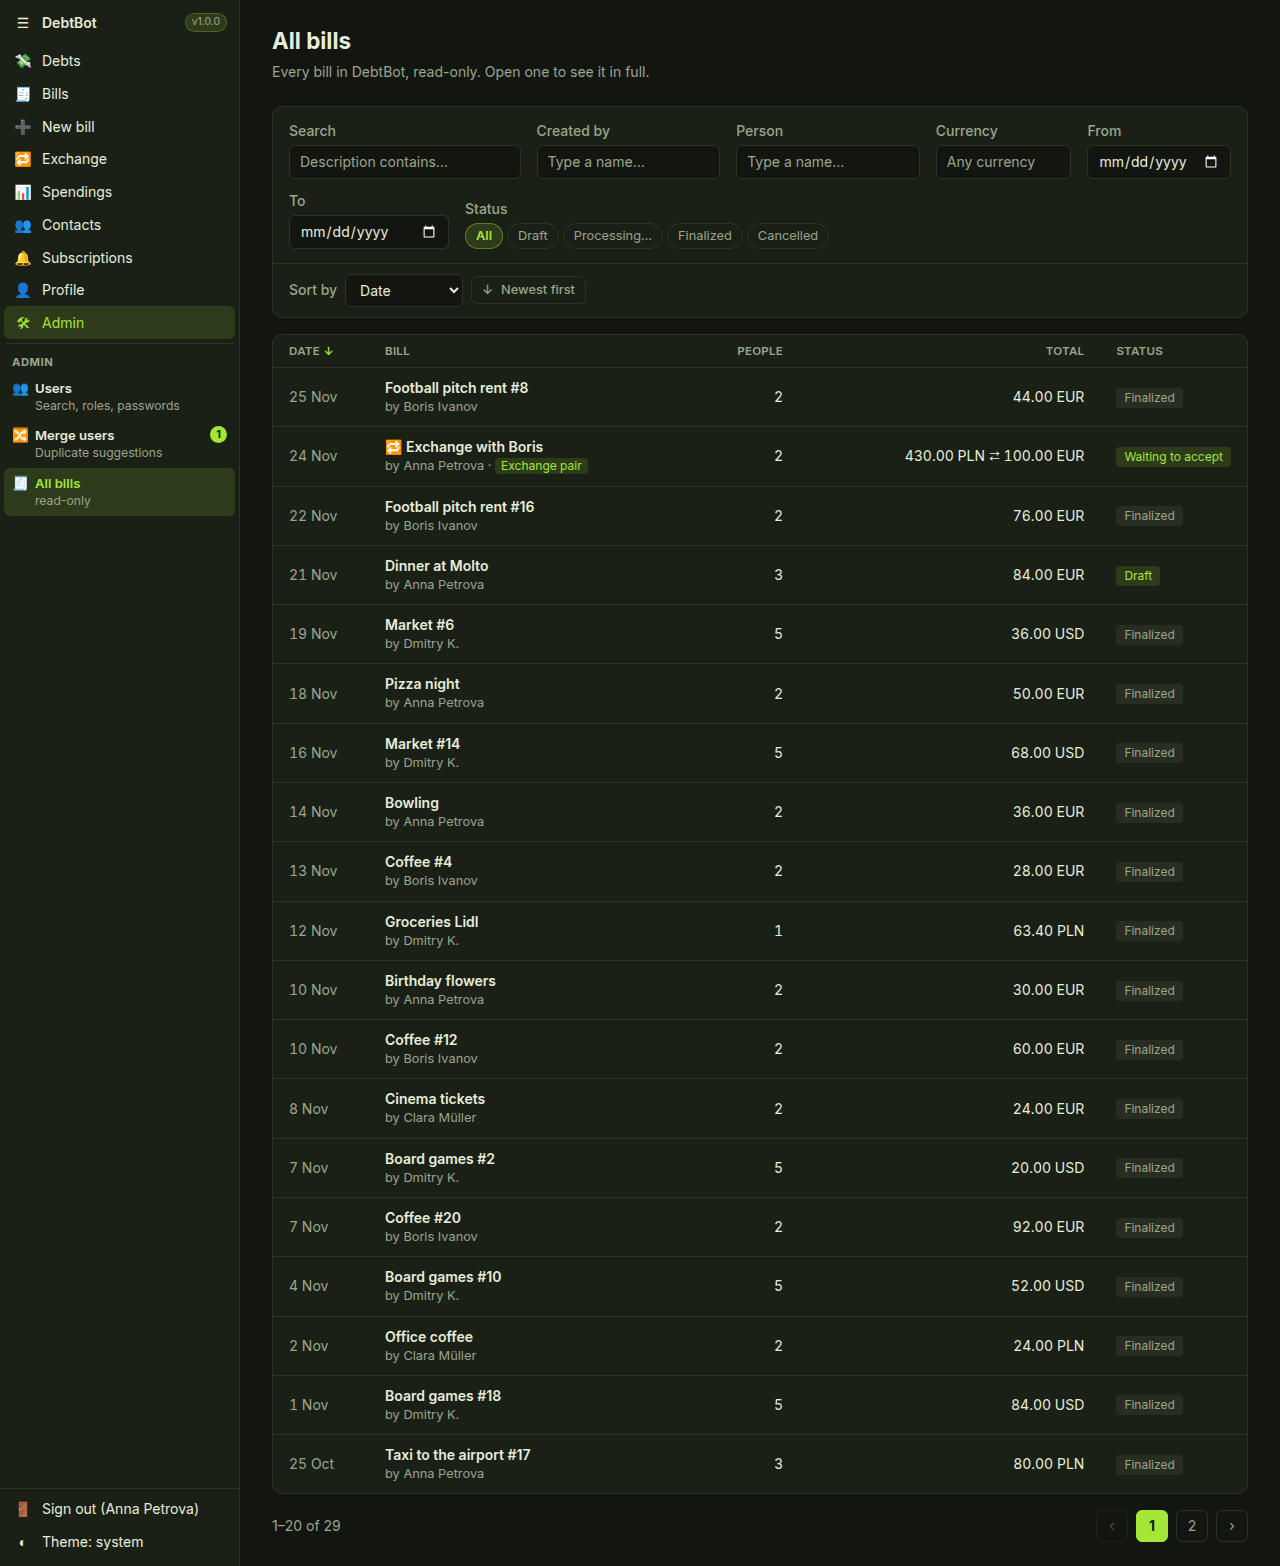 ☰ DebtBot v1.0.0
Debts
Bills
New bill
Exchange
Spendings
Contacts
Subscriptions
Profile
Admin
ADMIN
Users
Search, roles, passwords
Merge users 1
Duplicate suggestions
All bills
read-only
Sign out (Anna Petrova)
Theme: system
All bills
Every bill in DebtBot, read-only. Open one to see it in full.
Search Created by Person Currency From
Description contains... Type a name... Type a name... Any currency mm/dd/yyyy
To Status
mm/dd/yyyy All Draft Processing... Finalized Cancelled
Sort by Date ↓ Newest first
DATE ↓ BILL PEOPLE TOTAL STATUS
25 Nov Football pitch rent #8 2 44.00 EUR Finalized
by Boris Ivanov
24 Nov 🔁 Exchange with Boris 2 430.00 PLN ⇄ 100.00 EUR Waiting to accept
by Anna Petrova · Exchange pair
22 Nov Football pitch rent #16 2 76.00 EUR Finalized
by Boris Ivanov
21 Nov Dinner at Molto 3 84.00 EUR Draft
by Anna Petrova
19 Nov Market #6 5 36.00 USD Finalized
by Dmitry K.
18 Nov Pizza night 2 50.00 EUR Finalized
by Anna Petrova
16 Nov Market #14 5 68.00 USD Finalized
by Dmitry K.
14 Nov Bowling 2 36.00 EUR Finalized
by Anna Petrova
13 Nov Coffee #4 2 28.00 EUR Finalized
by Boris Ivanov
12 Nov Groceries Lidl 1 63.40 PLN Finalized
by Dmitry K.
10 Nov Birthday flowers 2 30.00 EUR Finalized
by Anna Petrova
10 Nov Coffee #12 2 60.00 EUR Finalized
by Boris Ivanov
8 Nov Cinema tickets 2 24.00 EUR Finalized
by Clara Müller
7 Nov Board games #2 5 20.00 USD Finalized
by Dmitry K.
7 Nov Coffee #20 2 92.00 EUR Finalized
by Boris Ivanov
4 Nov Board games #10 5 52.00 USD Finalized
by Dmitry K.
2 Nov Office coffee 2 24.00 PLN Finalized
by Clara Müller
1 Nov Board games #18 5 84.00 USD Finalized
by Dmitry K.
25 Oct Taxi to the airport #17 3 80.00 PLN Finalized
by Anna Petrova
1–20 of 29 ‹ 1 2 ›